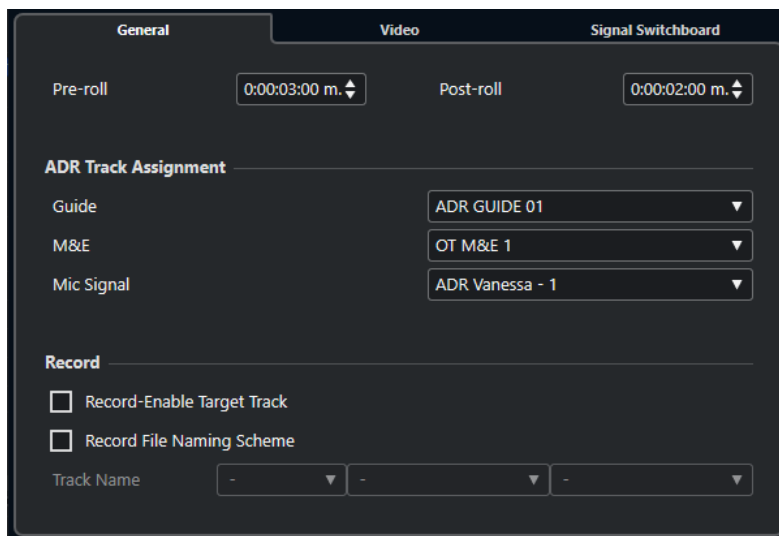 General Video Signal Switchboard
Pre-roll 0:00:03:00 m. Post-roll 0:00:02:00 m.
ADR Track Assignment
Guide ADR GUIDE 01
M&E OT M&E 1
Mic Signal ADR Vanessa - 1
Record
Record-Enable Target Track
Record File Naming Scheme
Track Name - - -